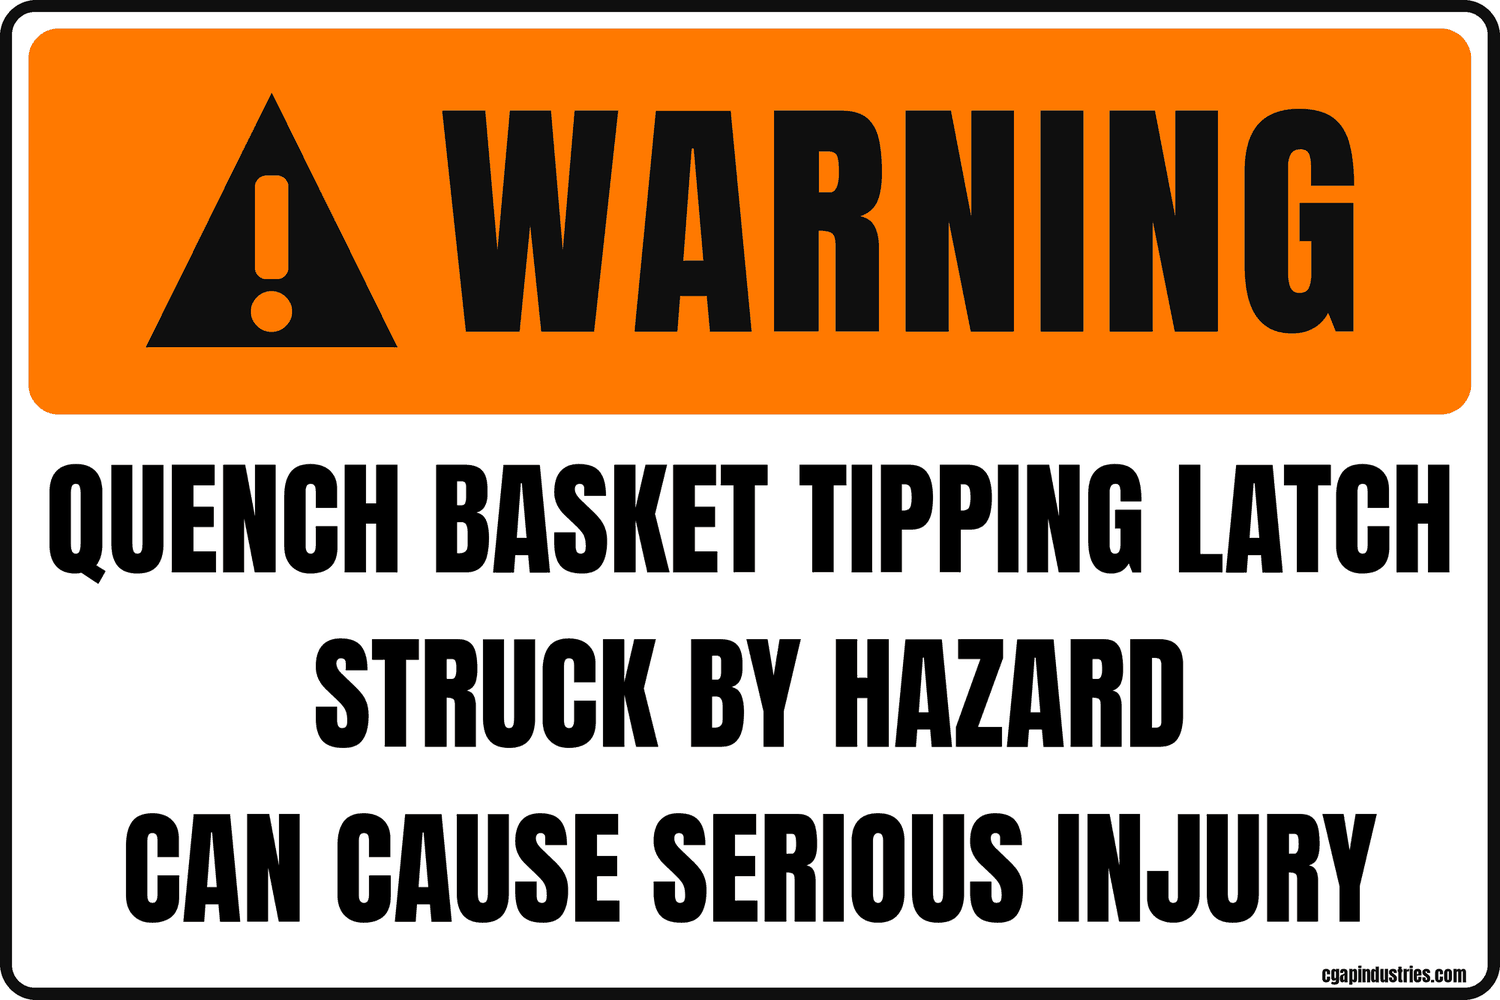 WARNING
QUENCH BASKET TIPPING LATCH
STRUCK BY HAZARD
CAN CAUSE SERIOUS INJURY
cgapindustries.com